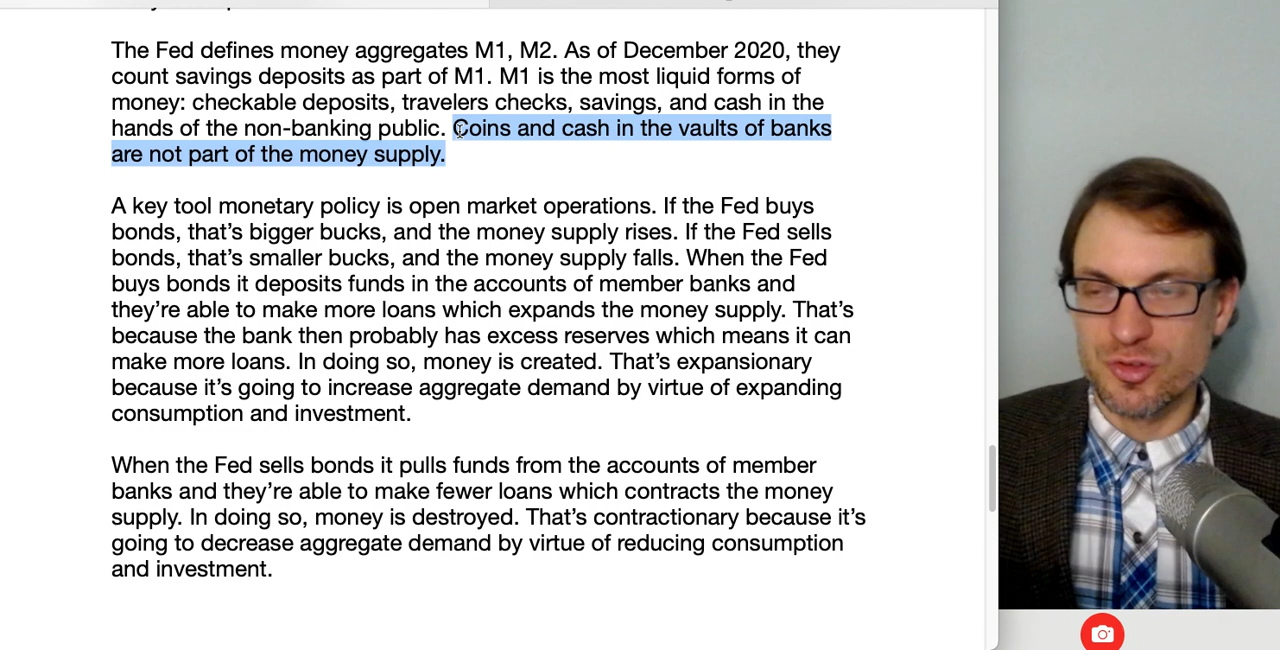 The Fed defines money aggregates M1, M2. As of December 2020, they
count savings deposits as part of M1. M1 is the most liquid forms of
money: checkable deposits, travelers checks, savings, and cash in the
hands of the non-banking public. Coins and cash in the vaults of banks
are not part of the money supply.
A key tool monetary policy is open market operations. If the Fed buys
bonds, that’s bigger bucks, and the money supply rises. If the Fed sells
bonds, that’s smaller bucks, and the money supply falls. When the Fed
buys bonds it deposits funds in the accounts of member banks and
they’re able to make more loans which expands the money supply. That’s
because the bank then probably has excess reserves which means it can
make more loans. In doing so, money is created. That’s expansionary
because it’s going to increase aggregate demand by virtue of expanding
consumption and investment.
When the Fed sells bonds it pulls funds from the accounts of member
banks and they’re able to make fewer loans which contracts the money
supply. In doing so, money is destroyed. That’s contractionary because it’s
going to decrease aggregate demand by virtue of reducing consumption
and investment.